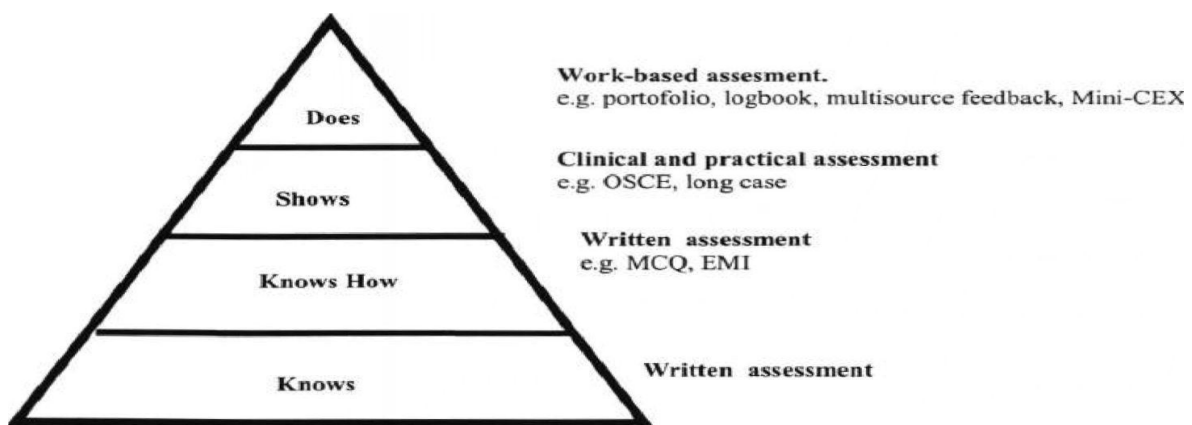 Work-based assesment.
e.g. portofolio, logbook, multisource feedback, Mini-CEX
Does
Clinical and practical assessment
e.g. OSCE, long case
Shows
Written assessment
e.g. MCQ, EMI
Knows How
Written assessment
Knows